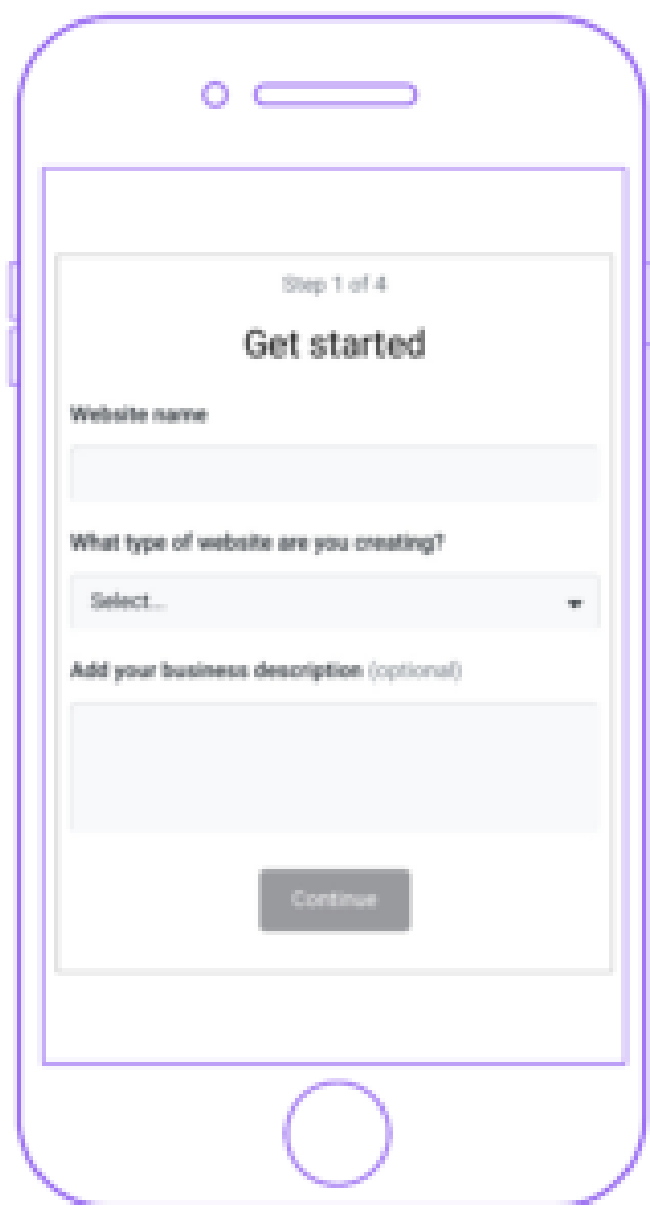 Step 1 of 4
Get started
Website name
What type of website are you creating?
Select...
Add your business description (optional)
Continue